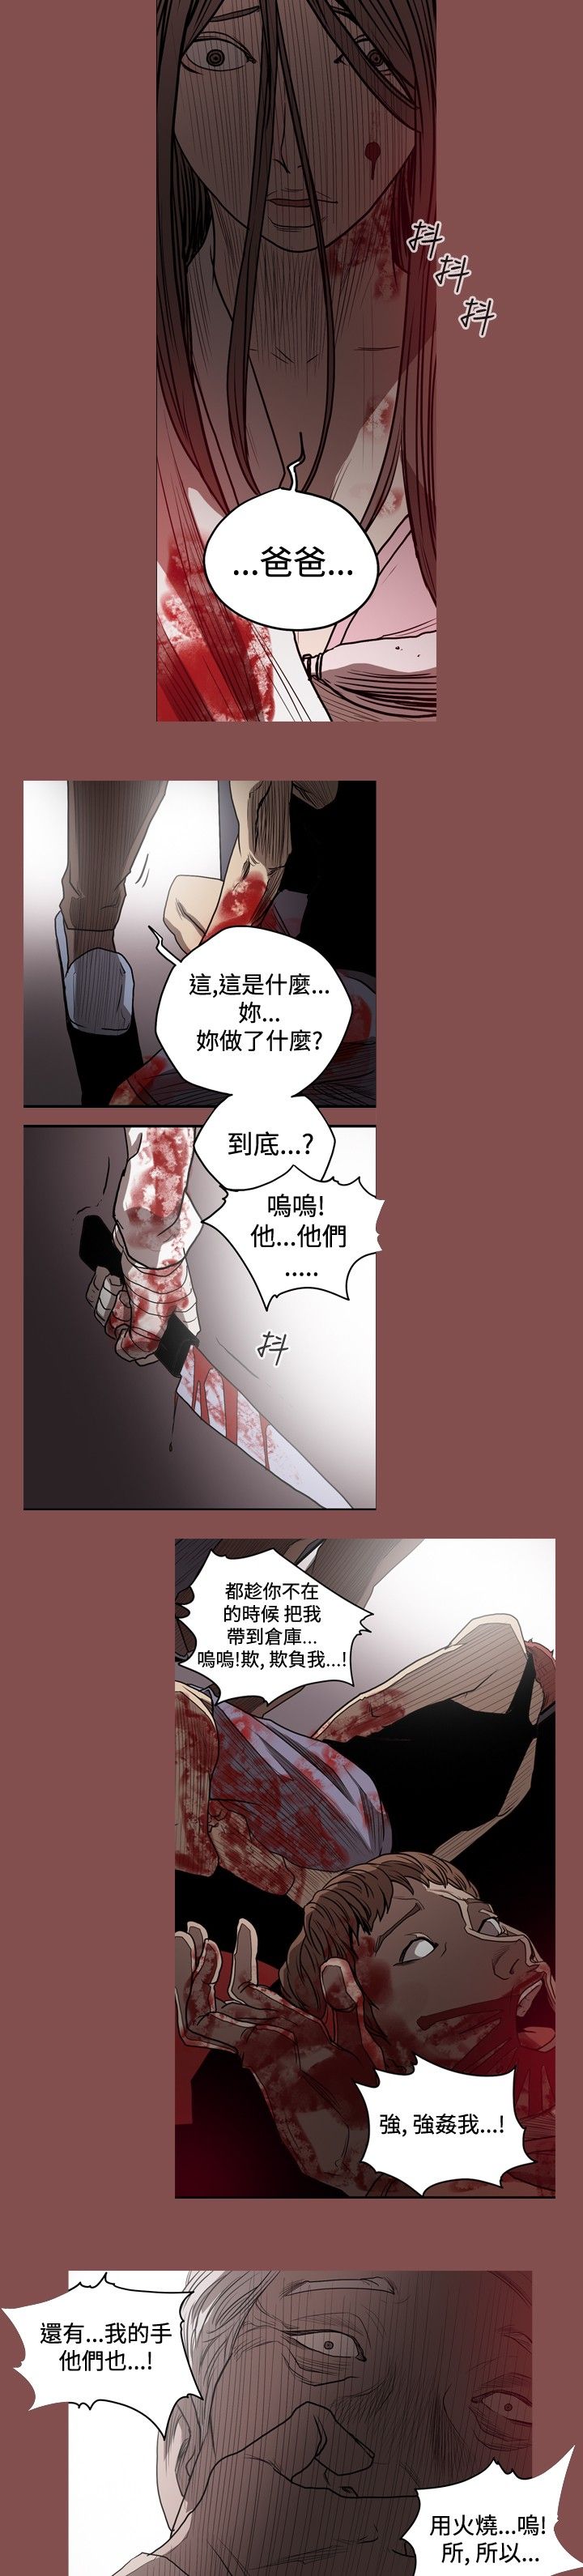 抖
抖
抖
...爸爸...
這,這是什麼...
妳...
妳做了什麼?
到底...?
嗚嗚!
他...他們
.....
抖
都趁你不在
的時候 把我
帶到倉庫...
嗚嗚!欺, 欺負我...!
強, 強姦我...!
還有...我的手
他們也...!
用火燒...嗚!
所, 所以...